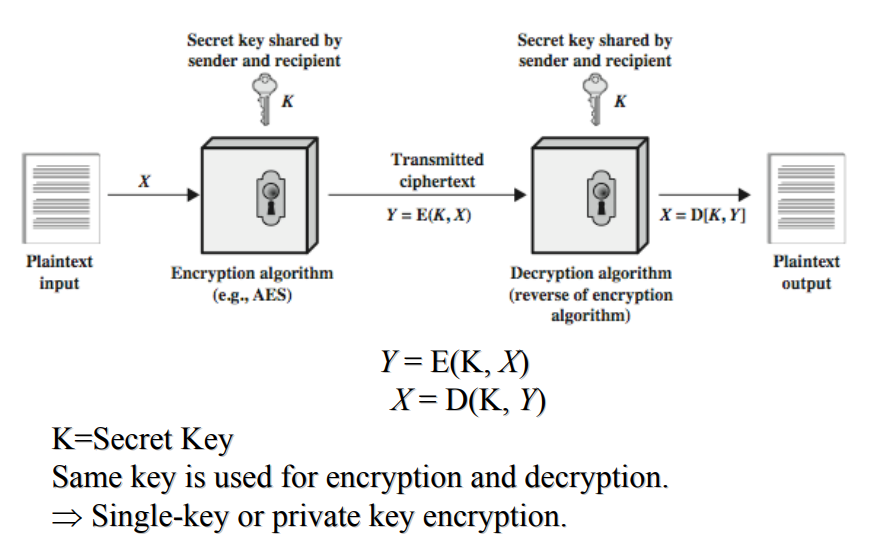 Secret key shared by
sender and recipient
K
Secret key shared by
sender and recipient
K
X
Transmitted
ciphertext
Y = E(K, X)
X = D[K, Y]
Plaintext
input
Encryption algorithm
(e.g., AES)
Decryption algorithm
(reverse of encryption
algorithm)
Plaintext
output
Y = E(K, X)
X = D(K, Y)
K=Secret Key
Same key is used for encryption and decryption.
⇒ Single-key or private key encryption.